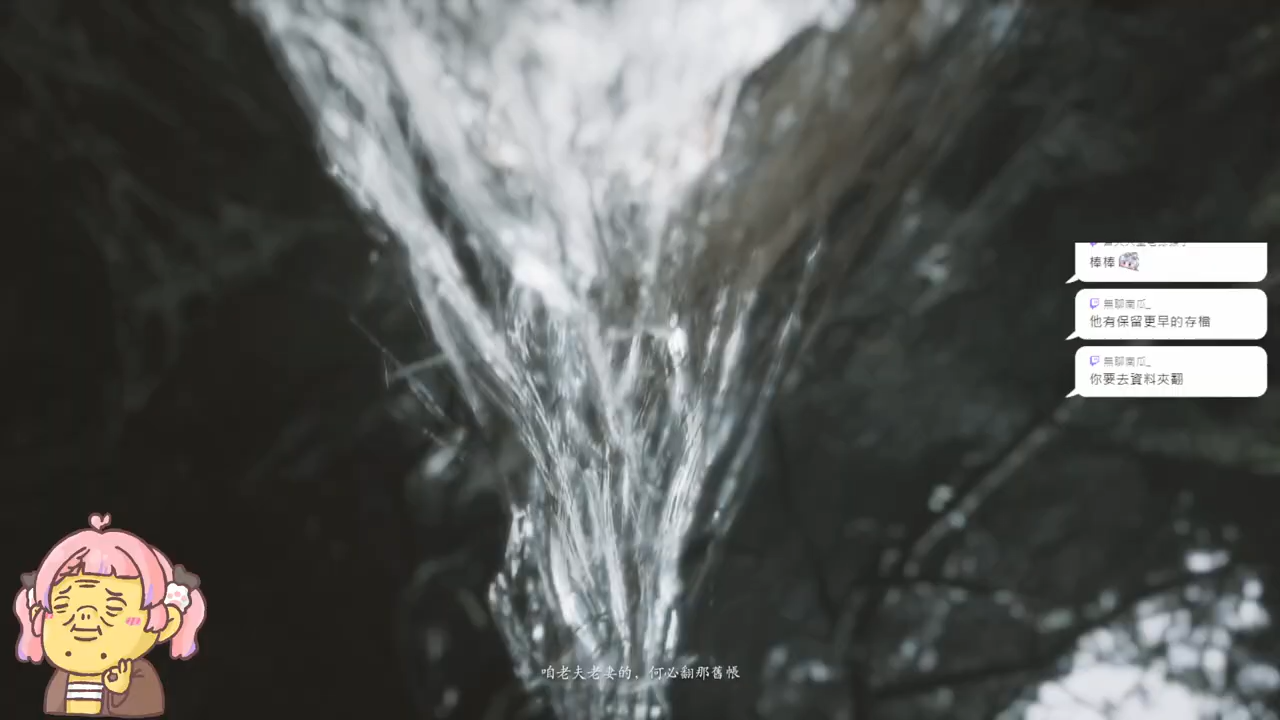 棒棒
無聊南瓜_
他有保留更早的存檔
無聊南瓜_
你要去資料夾翻
咱老夫老妻的，何必翻那舊帳